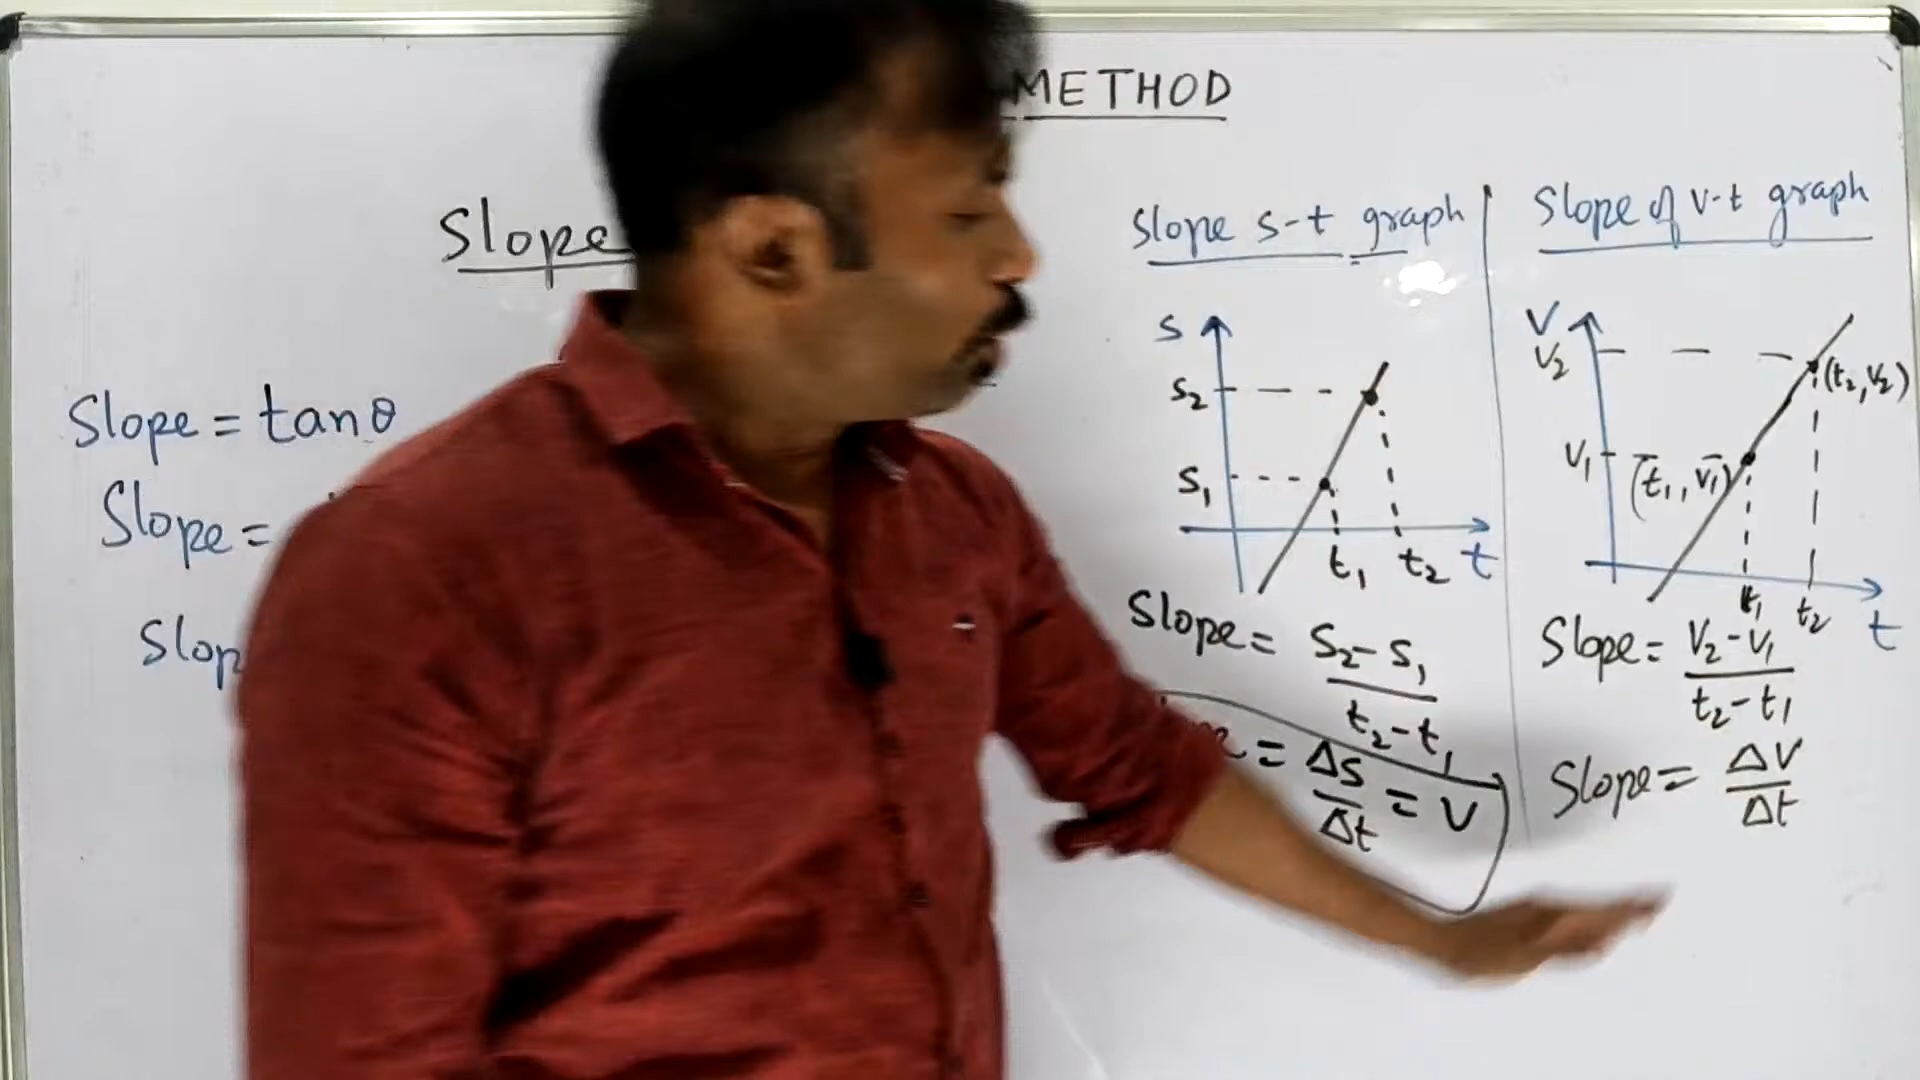 METHOD
Slope
Slope = tanθ
Slope =
Slop
Slope s-t graph
s
s₂
s₁
t₁ t₂ t
Slope = s₂ - s₁
t₂ - t₁
= Δs
Δt
= v
Slope of v-t graph
v
v₂
(t₂, v₂)
v₁
(t₁, v₁)
t₁ t₂ t
Slope = v₂ - v₁
t₂ - t₁
Slope = Δv
Δt